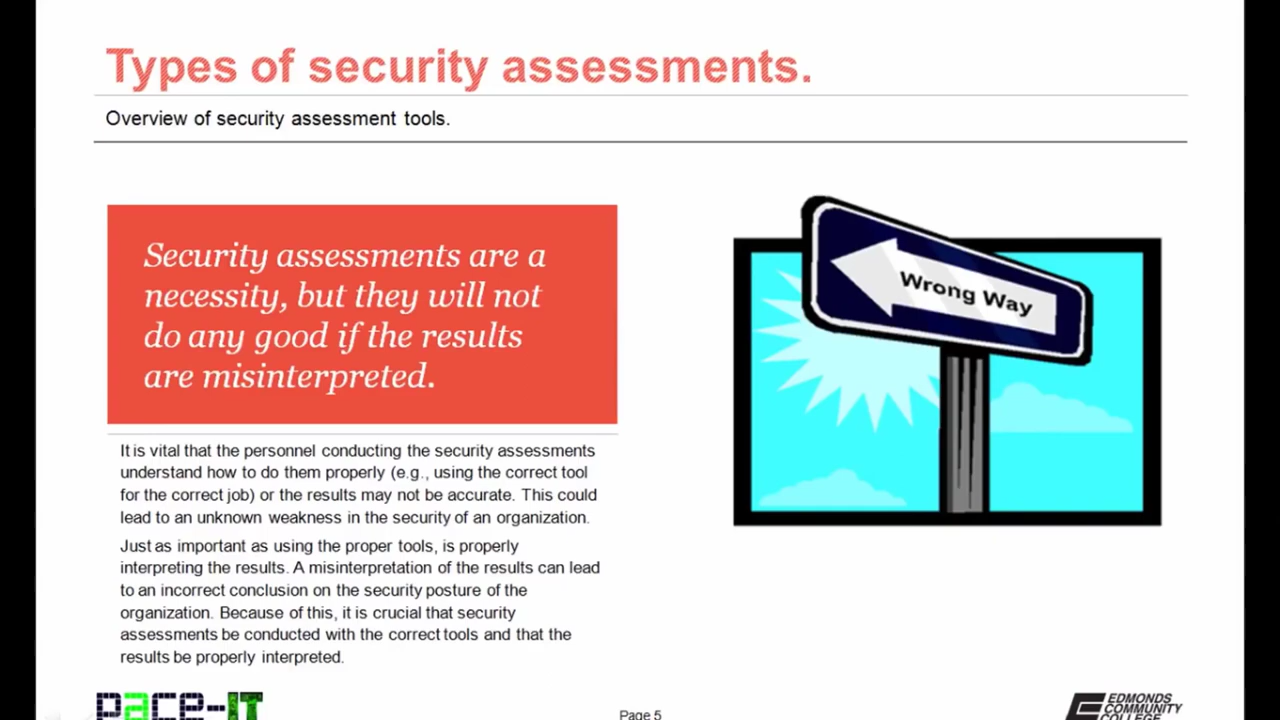 Types of security assessments.
Overview of security assessment tools.
Security assessments are a
necessity, but they will not
do any good if the results
are misinterpreted.
Wrong Way
It is vital that the personnel conducting the security assessments
understand how to do them properly (e.g., using the correct tool
for the correct job) or the results may not be accurate. This could
lead to an unknown weakness in the security of an organization.
Just as important as using the proper tools, is properly
interpreting the results. A misinterpretation of the results can lead
to an incorrect conclusion on the security posture of the
organization. Because of this, it is crucial that security
assessments be conducted with the correct tools and that the
results be properly interpreted.
pace-IT
Page 5
EDMONDS
COMMUNITY
COLLEGE